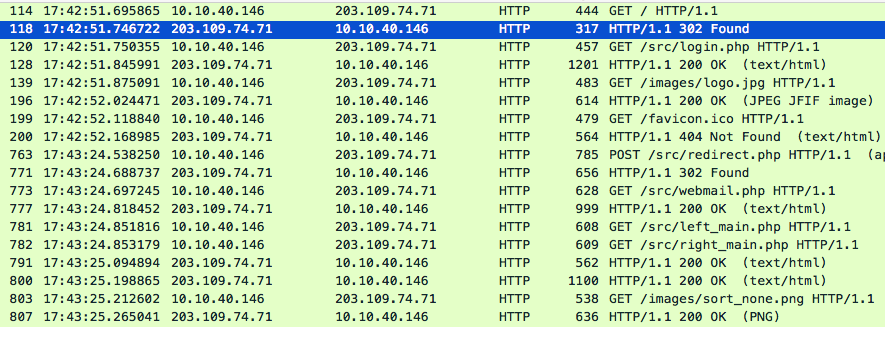 114 17:42:51.695865 10.10.40.146 203.109.74.71 HTTP 444 GET / HTTP/1.1
118 17:42:51.746722 203.109.74.71 10.10.40.146 HTTP 317 HTTP/1.1 302 Found
120 17:42:51.750355 10.10.40.146 203.109.74.71 HTTP 457 GET /src/login.php HTTP/1.1
128 17:42:51.845991 203.109.74.71 10.10.40.146 HTTP 1201 HTTP/1.1 200 OK (text/html)
139 17:42:51.875091 10.10.40.146 203.109.74.71 HTTP 483 GET /images/logo.jpg HTTP/1.1
196 17:42:52.024471 203.109.74.71 10.10.40.146 HTTP 614 HTTP/1.1 200 OK (JPEG JFIF image)
199 17:42:52.118840 10.10.40.146 203.109.74.71 HTTP 479 GET /favicon.ico HTTP/1.1
200 17:42:52.168985 203.109.74.71 10.10.40.146 HTTP 564 HTTP/1.1 404 Not Found (text/html)
763 17:43:24.538250 10.10.40.146 203.109.74.71 HTTP 785 POST /src/redirect.php HTTP/1.1 (ap
771 17:43:24.688737 203.109.74.71 10.10.40.146 HTTP 656 HTTP/1.1 302 Found
773 17:43:24.697245 10.10.40.146 203.109.74.71 HTTP 628 GET /src/webmail.php HTTP/1.1
777 17:43:24.818452 203.109.74.71 10.10.40.146 HTTP 999 HTTP/1.1 200 OK (text/html)
781 17:43:24.851816 10.10.40.146 203.109.74.71 HTTP 608 GET /src/left_main.php HTTP/1.1
782 17:43:24.853179 10.10.40.146 203.109.74.71 HTTP 609 GET /src/right_main.php HTTP/1.1
791 17:43:25.094894 203.109.74.71 10.10.40.146 HTTP 562 HTTP/1.1 200 OK (text/html)
800 17:43:25.198865 203.109.74.71 10.10.40.146 HTTP 1100 HTTP/1.1 200 OK (text/html)
803 17:43:25.212602 10.10.40.146 203.109.74.71 HTTP 538 GET /images/sort_none.png HTTP/1.1
807 17:43:25.265041 203.109.74.71 10.10.40.146 HTTP 636 HTTP/1.1 200 OK (PNG)